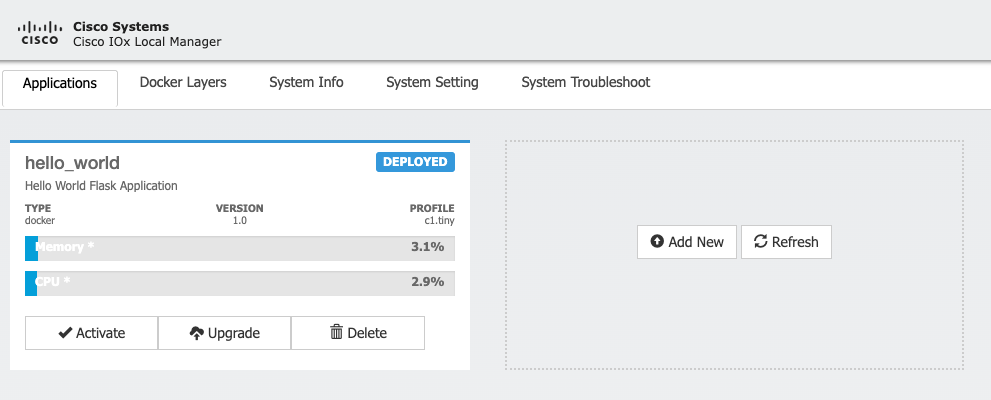 CISCO
Cisco Systems
Cisco IOx Local Manager
Applications Docker Layers System Info System Setting System Troubleshoot
hello_world DEPLOYED
Hello World Flask Application
TYPE VERSION PROFILE
docker 1.0 c1.tiny
Memory * 3.1%
CPU * 2.9%
Activate Upgrade Delete
Add New Refresh